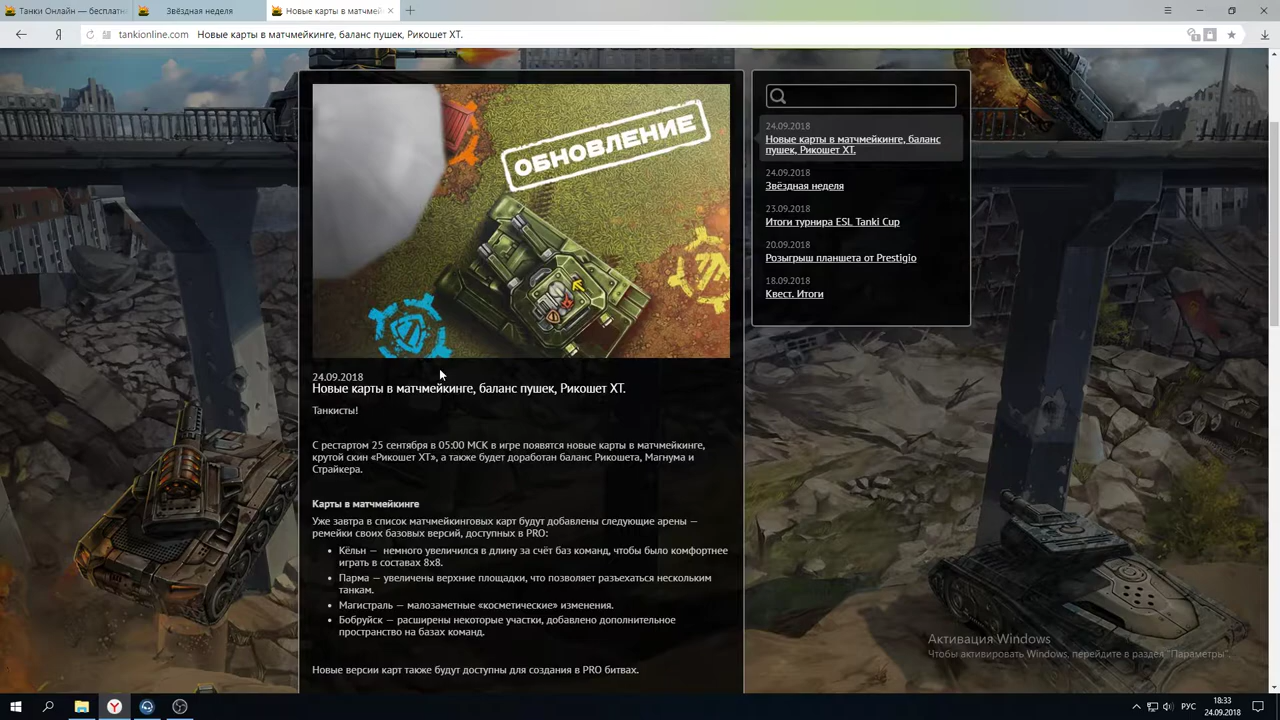 Танки Онлайн — бесплатн
Звёздная неделя
Новые карты в матчмей
tankionline.com Новые карты в матчмейкинге, баланс пушек, Рикошет ХТ.
ОБНОВЛЕНИЕ
24.09.2018
Новые карты в матчмейкинге, баланс пушек, Рикошет ХТ.
Танкисты!
С рестартом 25 сентября в 05:00 МСК в игре появятся новые карты в матчмейкинге,
крутой скин «Рикошет ХТ», а также будет доработан баланс Рикошета, Магнума и
Страйкера.
Карты в матчмейкинге
Уже завтра в список матчмейкинговых карт будут добавлены следующие арены —
ремейки своих базовых версий, доступных в PRO:
• Кёльн — немного увеличился в длину за счёт баз команд, чтобы было комфортнее
играть в составах 8x8.
• Парма — увеличены верхние площадки, что позволяет разъехаться нескольким
танкам.
• Магистраль — малозаметные «косметические» изменения.
• Бобруйск — расширены некоторые участки, добавлено дополнительное
пространство на базах команд.
Новые версии карт также будут доступны для создания в PRO битвах.
24.09.2018
Новые карты в матчмейкинге, баланс
пушек, Рикошет ХТ.
24.09.2018
Звёздная неделя
23.09.2018
Итоги турнира ESL Tanki Cup
20.09.2018
Розыгрыш планшета от Prestigio
18.09.2018
Квест. Итоги
Активация Windows
Чтобы активировать Windows, перейдите в раздел "Параметры".
РУС
18:33
24.09.2018